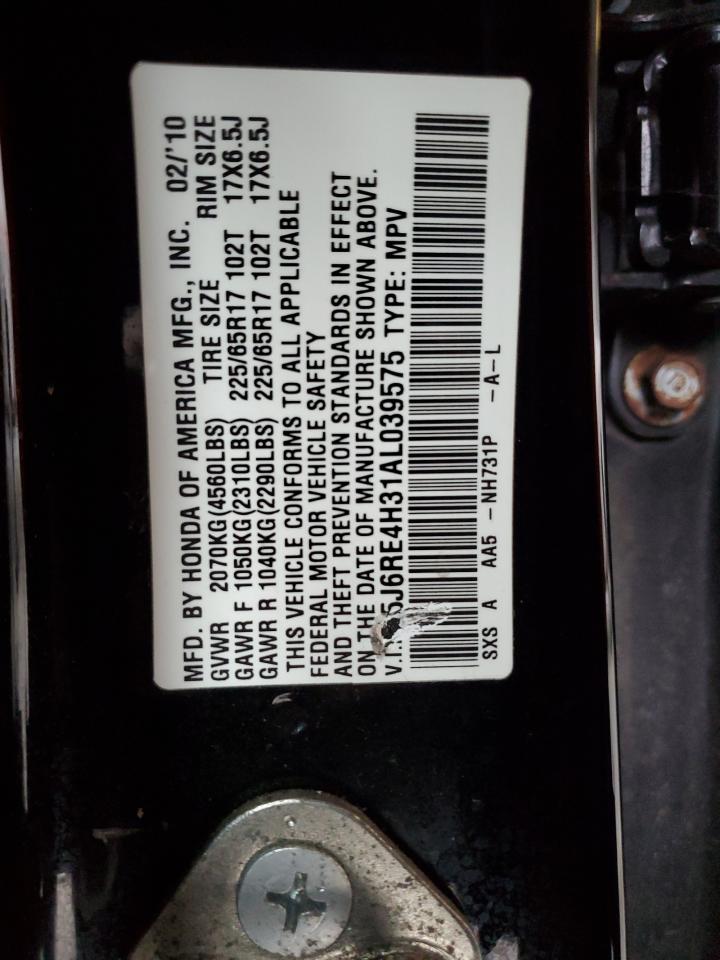 MFD. BY HONDA OF AMERICA MFG., INC. 02/'10
GVWR 2070KG(4560LBS) TIRE SIZE RIM SIZE
GAWR F 1050KG(2310LBS) 225/65R17 102T 17X6.5J
GAWR R 1040KG(2290LBS) 225/65R17 102T 17X6.5J
THIS VEHICLE CONFORMS TO ALL APPLICABLE
FEDERAL MOTOR VEHICLE SAFETY
AND THEFT PREVENTION STANDARDS IN EFFECT
ON THE DATE OF MANUFACTURE SHOWN ABOVE.
V.I. 5J6RE4H31AL039575 TYPE: MPV
SXS A AA5 -NH731P -A-L